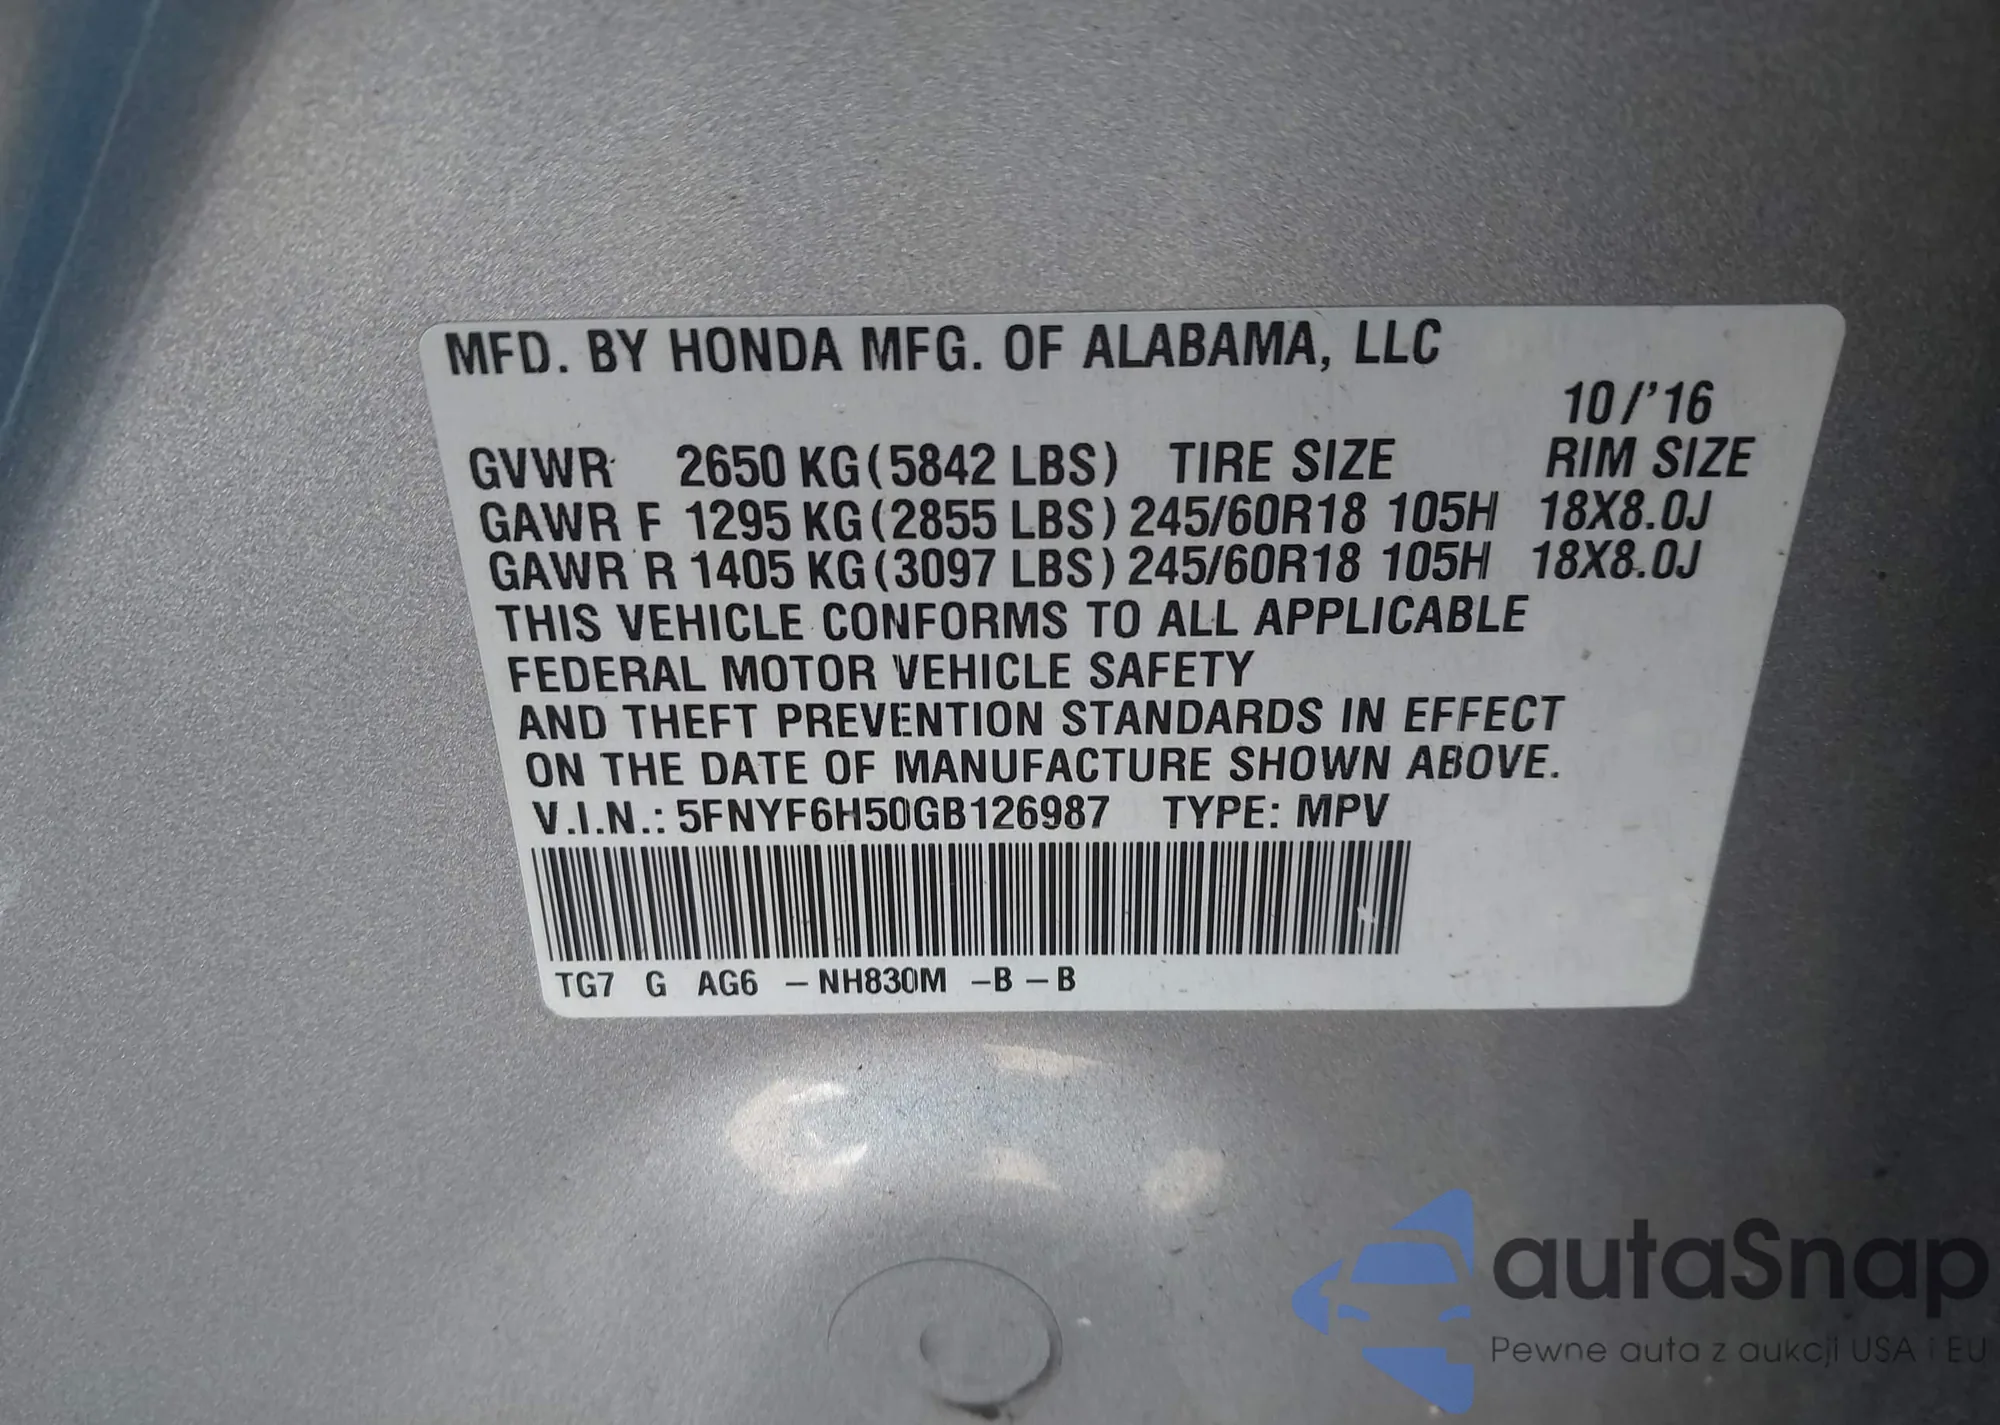 MFD. BY HONDA MFG. OF ALABAMA, LLC
10/'16
GVWR 2650 KG (5842 LBS) TIRE SIZE RIM SIZE
GAWR F 1295 KG (2855 LBS) 245/60R18 105H 18X8.0J
GAWR R 1405 KG (3097 LBS) 245/60R18 105H 18X8.0J
THIS VEHICLE CONFORMS TO ALL APPLICABLE
FEDERAL MOTOR VEHICLE SAFETY
AND THEFT PREVENTION STANDARDS IN EFFECT
ON THE DATE OF MANUFACTURE SHOWN ABOVE.
V.I.N.: 5FNYF6H50GB126987 TYPE: MPV
TG7 G AG6 -NH830M -B-B
autaSnap
Pewne auta z aukcji USA i EU